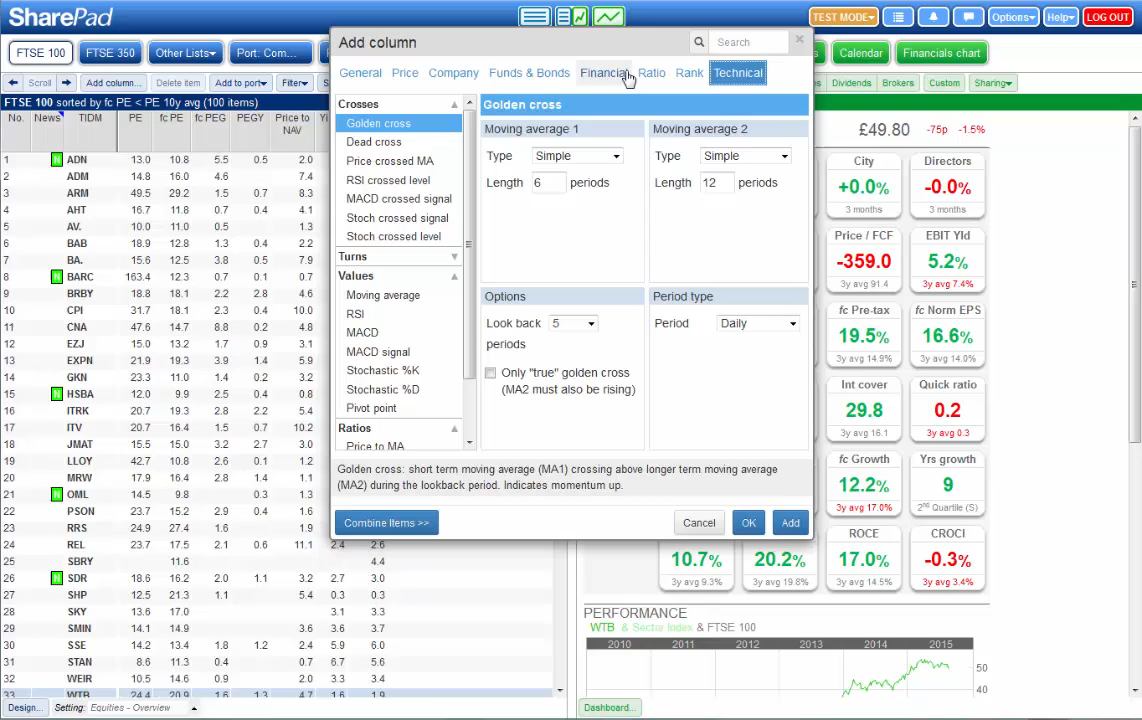 SharePad
TEST MODE▾ Options▾ Help▾ LOG OUT
FTSE 100 FTSE 350 Other Lists▾ Port: Com... Calendar Financials chart
Scroll Add column... Delete item Add to port▾ Filter▾ Dividends Brokers Custom Sharing▾
FTSE 100 sorted by fc PE < PE 10y avg (100 items)
No. News TIDM PE fc PE fc PEG PEGY Price to NAV
1 N ADN 13.0 10.8 5.5 0.5 2.0
2 ADM 14.8 16.0 4.6 7.4
3 ARM 49.5 29.2 1.5 0.7 8.3
4 AHT 16.7 11.8 0.7 0.4 4.1
5 AV. 10.0 11.0 0.5 1.3
6 BAB 18.9 12.8 1.3 0.4 2.2
7 BA. 15.6 12.5 3.8 0.5 7.9
8 N BARC 163.4 12.3 0.7 0.1 0.7
9 BRBY 18.8 18.1 2.2 2.8 4.6
10 CPI 31.7 18.1 2.3 0.4 10.0
11 CNA 47.6 14.7 8.8 0.2 4.8
12 EZJ 15.0 13.2 1.7 0.9 3.1
13 EXPN 21.9 19.3 3.9 1.4 5.9
14 GKN 23.3 11.0 1.4 0.2 3.2
15 N HSBA 12.0 9.9 2.5 0.4 0.8
16 ITRK 20.7 19.3 2.8 2.2 5.4
17 ITV 20.7 16.4 1.5 0.7 10.2
18 JMAT 15.5 15.0 3.2 2.7 3.0
19 LLOY 42.7 10.8 2.6 0.1 1.2
20 MRW 17.9 16.4 2.8 1.4 1.1
21 N OML 14.5 9.8 0.3 1.3
22 PSON 23.7 15.2 2.9 0.4 1.6
23 RRS 24.9 27.4 1.6 1.9
24 REL 23.7 17.5 2.1 0.6 11.1 2.4 2.6
25 SBRY 11.6 4.4
26 N SDR 18.6 16.2 2.0 1.1 3.2 2.7 3.0
27 SHP 12.5 21.3 1.1 5.4 0.3 0.3
28 SKY 13.6 17.0 3.1 3.3
29 SMIN 14.1 14.9 3.6 3.6 3.7
30 SSE 14.2 13.4 1.8 1.2 2.4 5.9 6.0
31 STAN 8.6 11.3 0.4 0.7 6.7 5.6
32 WEIR 10.5 14.9 0.9 2.0 3.3 3.4
33 WTB 24.4 20.9 1.6 1.3 4.7 1.6 1.9
Design... Setting: Equities - Overview
Add column
Search
General Price Company Funds & Bonds Financial Ratio Rank Technical
Crosses
Golden cross
Dead cross
Price crossed MA
RSI crossed level
MACD crossed signal
Stoch crossed signal
Stoch crossed level
Turns
Values
Moving average
RSI
MACD
MACD signal
Stochastic %K
Stochastic %D
Pivot point
Ratios
Price to MA
Golden cross
Moving average 1
Type Simple
Length 6 periods
Moving average 2
Type Simple
Length 12 periods
Options
Look back 5
periods
Only "true" golden cross
(MA2 must also be rising)
Period type
Period Daily
Golden cross: short term moving average (MA1) crossing above longer term moving average
(MA2) during the lookback period. Indicates momentum up.
Combine Items >> Cancel OK Add
£49.80 -75p -1.5%
City Directors
+0.0% -0.0%
3 months 3 months
Price / FCF EBIT Yld
-359.0 5.2%
3y avg 91.4 3y avg 7.4%
fc Pre-tax fc Norm EPS
19.5% 16.6%
3y avg 14.9% 3y avg 14.0%
Int cover Quick ratio
29.8 0.2
3y avg 16.1 3y avg 0.3
fc Growth Yrs growth
12.2% 9
3y avg 17.0% 2nd Quartile (S)
ROCE CROCI
10.7% 20.2% 17.0% -0.3%
3y avg 9.3% 3y avg 19.8% 3y avg 14.5% 3y avg 3.4%
PERFORMANCE
WTB & Sector Index & FTSE 100
2010 2011 2012 2013 2014 2015
50
40
Dashboard...